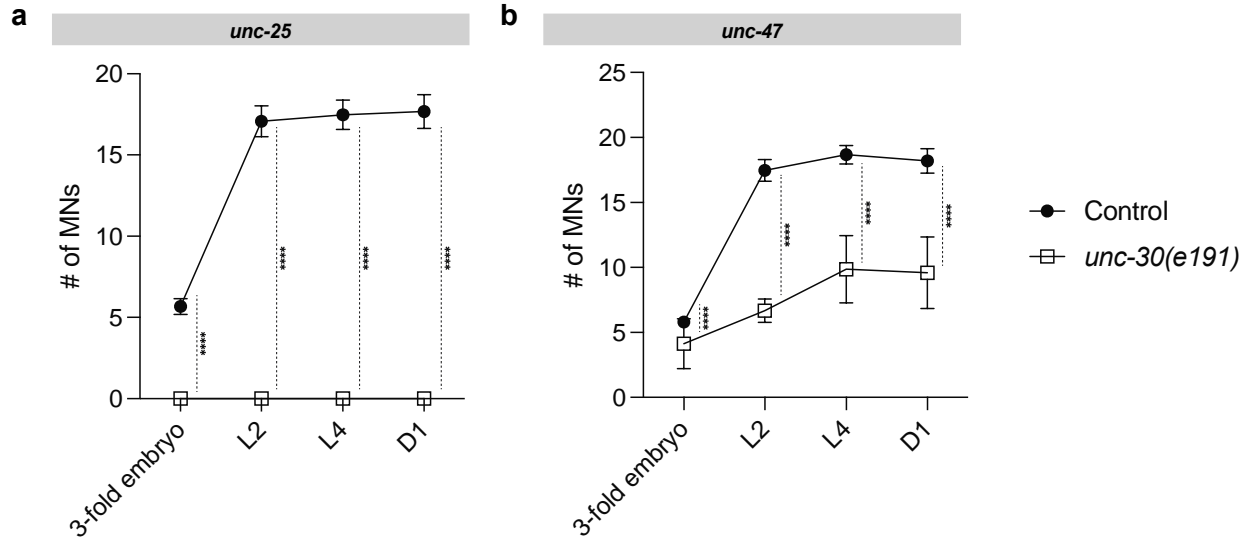 a
unc-25
20
15
10
5
0
# of MNs
****
****
****
****
3-fold embryo
L2
L4
D1
b
unc-47
25
20
15
10
5
0
# of MNs
****
****
****
****
3-fold embryo
L2
L4
D1
Control
unc-30(e191)